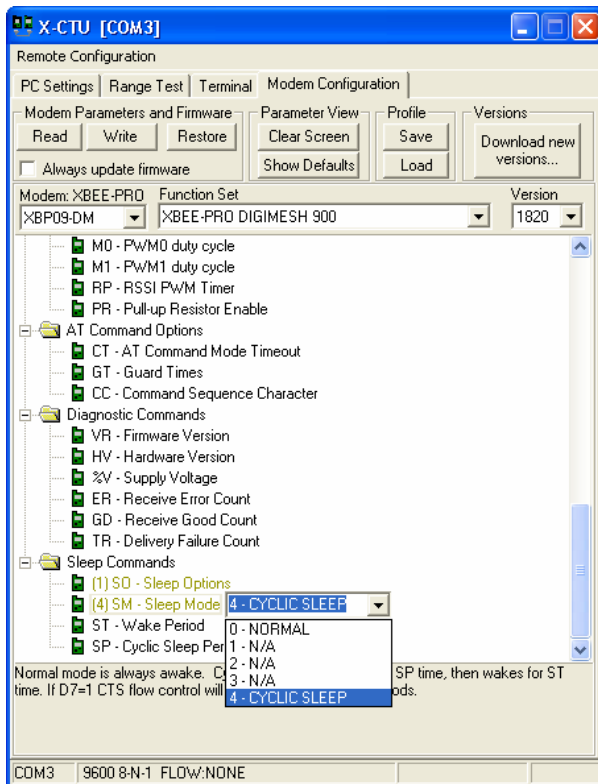 X-CTU [COM3]
Remote Configuration
PC Settings Range Test Terminal Modem Configuration
Modem Parameters and Firmware Parameter View Profile Versions
Read Write Restore Clear Screen Save Download new versions...
Always update firmware Show Defaults Load
Modem: XBEE-PRO Function Set Version
XBP09-DM XBEE-PRO DIGIMESH 900 1820
M0 - PWM0 duty cycle
M1 - PWM1 duty cycle
RP - RSSI PWM Timer
PR - Pull-up Resistor Enable
AT Command Options
CT - AT Command Mode Timeout
GT - Guard Times
CC - Command Sequence Character
Diagnostic Commands
VR - Firmware Version
HV - Hardware Version
%V - Supply Voltage
ER - Receive Error Count
GD - Receive Good Count
TR - Delivery Failure Count
Sleep Commands
(1) SO - Sleep Options
(4) SM - Sleep Mode 4 - CYCLIC SLEEP
ST - Wake Period
SP - Cyclic Sleep Per
0 - NORMAL
1 - N/A
2 - N/A
3 - N/A
4 - CYCLIC SLEEP
Normal mode is always awake. SP time, then wakes for ST
time. If D7=1 CTS flow control will
COM3 9600 8-N-1 FLOW:NONE